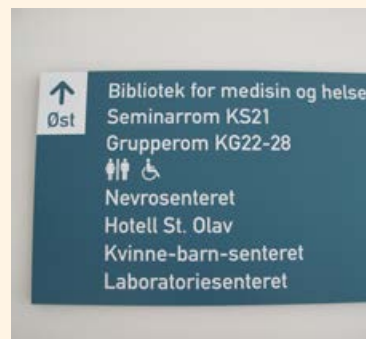 Øst
Bibliotek for medisin og helse
Seminarrom KS21
Grupperom KG22-28
Nevrosenteret
Hotell St. Olav
Kvinne-barn-senteret
Laboratoriesenteret